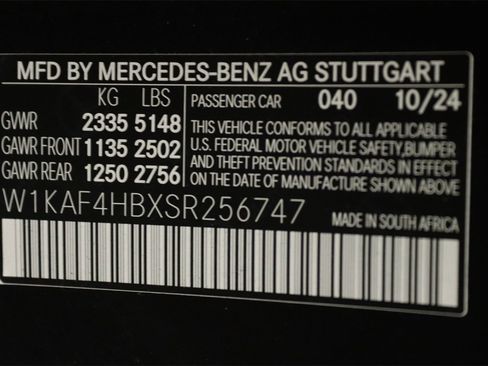 MFD BY MERCEDES-BENZ AG STUTTGART
KG LBS
GWR 2335 5148
GAWR FRONT 1135 2502
GAWR REAR 1250 2756
PASSENGER CAR 040 10/24
THIS VEHICLE CONFORMS TO ALL APPLICABLE
U.S. FEDERAL MOTOR VEHICLE SAFETY, BUMPER
AND THEFT PREVENTION STANDARDS IN EFFECT
ON THE DATE OF MANUFACTURE SHOWN ABOVE
W1KAF4HBXSR256747
MADE IN SOUTH AFRICA